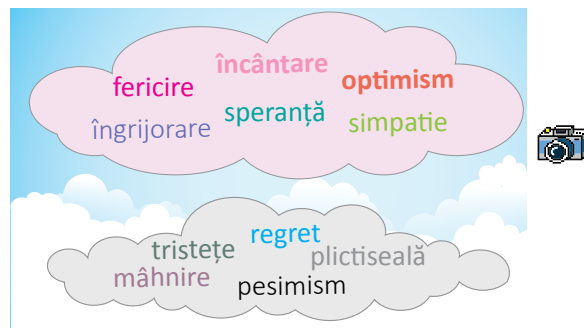 încântare
fericire
optimism
speranță
îngrijorare
simpatie
regret
tristețe
plictiseală
mâhnire
pesimism